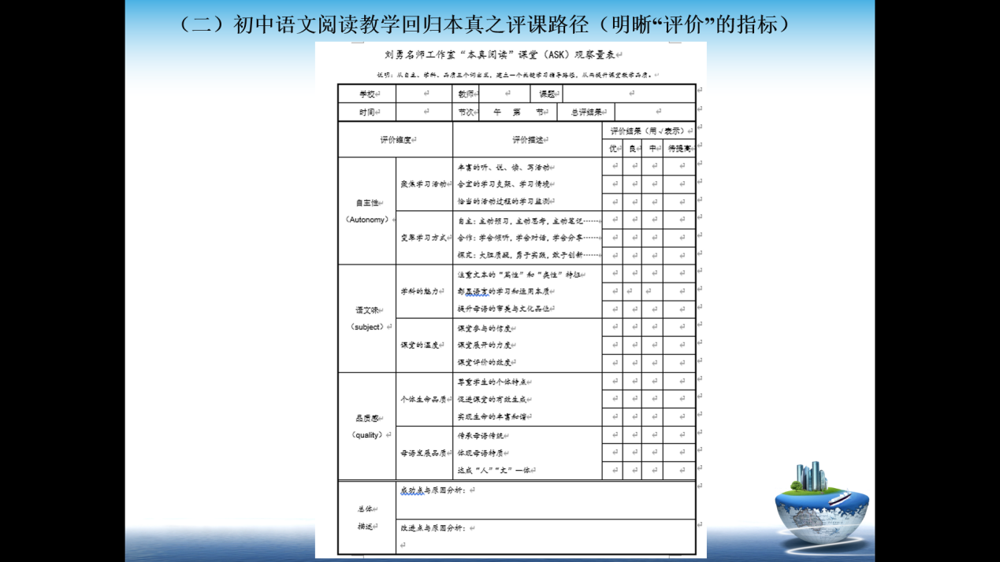 （二）初中语文阅读教学回归本真之评课路径（明晰“评价”的指标）
刘勇名师工作室“本真阅读”课堂（ASK）观察量表
说明：从自主、学科、品质三个词出发，建立一个关键学习指导路径，从而提升课堂教学品质。
学校 教师 课题
时间 节次 午 第 节 总评结果
评价维度 评价描述 评价结果（用√表示）
优 良 中 待提高
自主性
（Autonomy）
聚焦学习活动
丰富的听、说、读、写活动
合宜的学习支架、学习情境
恰当的活动过程的学习监测
变革学习方式
自主：主动预习，主动思考，主动笔记……
合作：学会倾听，学会对话，学会分享……
探究：大胆质疑，勇于实践，敢于创新……
语文味
（subject）
学科的魅力
注重文本的“篇性”和“类性”特征
彰显语言的学习和运用本质
提升母语的审美与文化品位
课堂的温度
课堂参与的信度
课堂展开的力度
课堂评价的效度
品质感
（quality）
个体生命品质
尊重学生的个体特点
促进课堂的有效生成
实现生命的丰富和谐
母语发展品质
传承母语传统
体现母语特质
达成“人”“文”一体
总体
描述
成功点与原因分析：
改进点与原因分析：